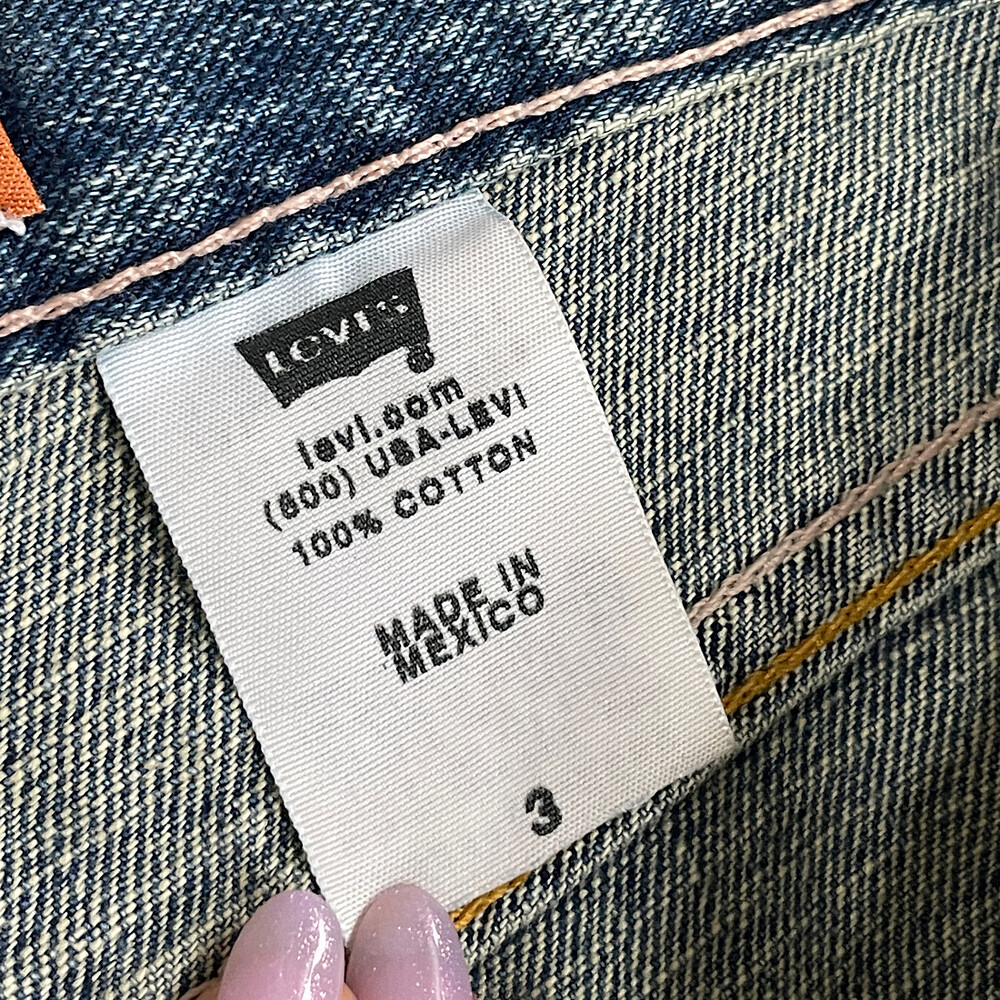 LEVI'S
®
levi.com
(800) USA-LEVI
100% COTTON
MADE IN
MEXICO
3